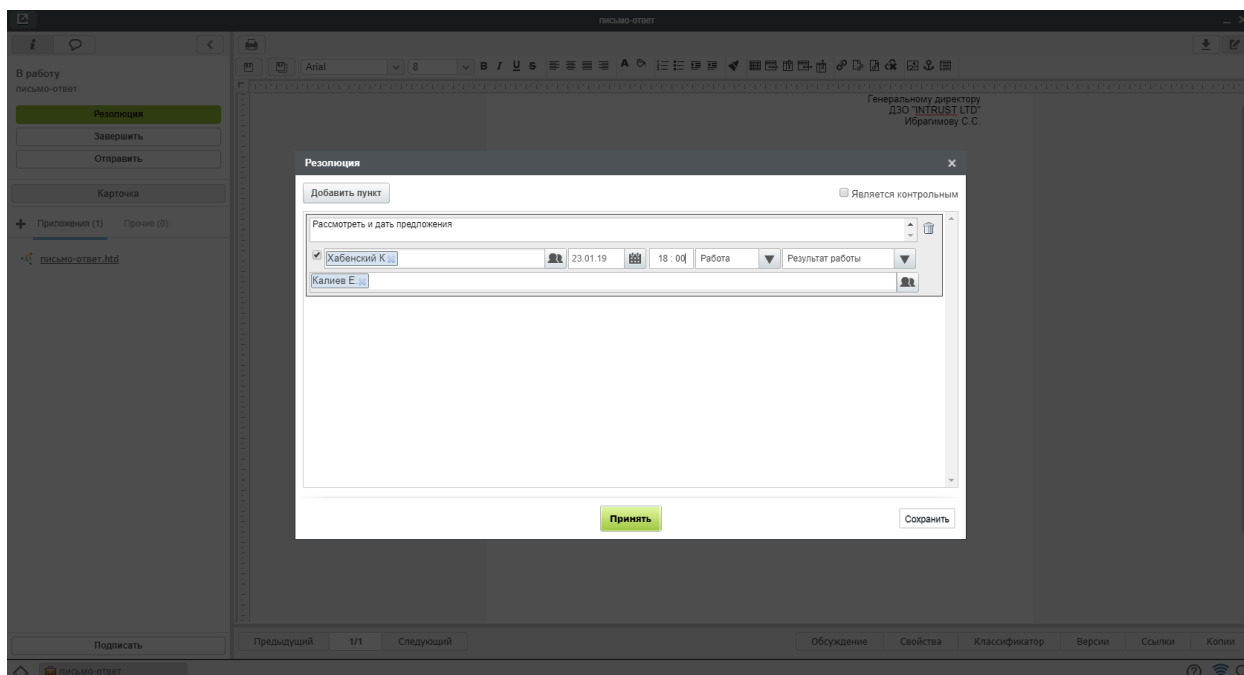 письмо-ответ
Arial
8
В работу
письмо-ответ
Резолюция
Завершить
Отправить
Карточка
Приложения (1) Прочие (0)
письмо-ответ.htd
Генеральному директору
ДЗО "INTRUST LTD"
Ибрагимову С.С.
Резолюция
Добавить пункт
Является контрольным
Рассмотреть и дать предложения
Хабенский К 23.01.19 18 : 00 Работа Результат работы
Калиев Е.
Принять
Сохранить
Подписать
Предыдущий 1/1 Следующий
Обсуждение Свойства Классификатор Версии Ссылки Копии
письмо-ответ